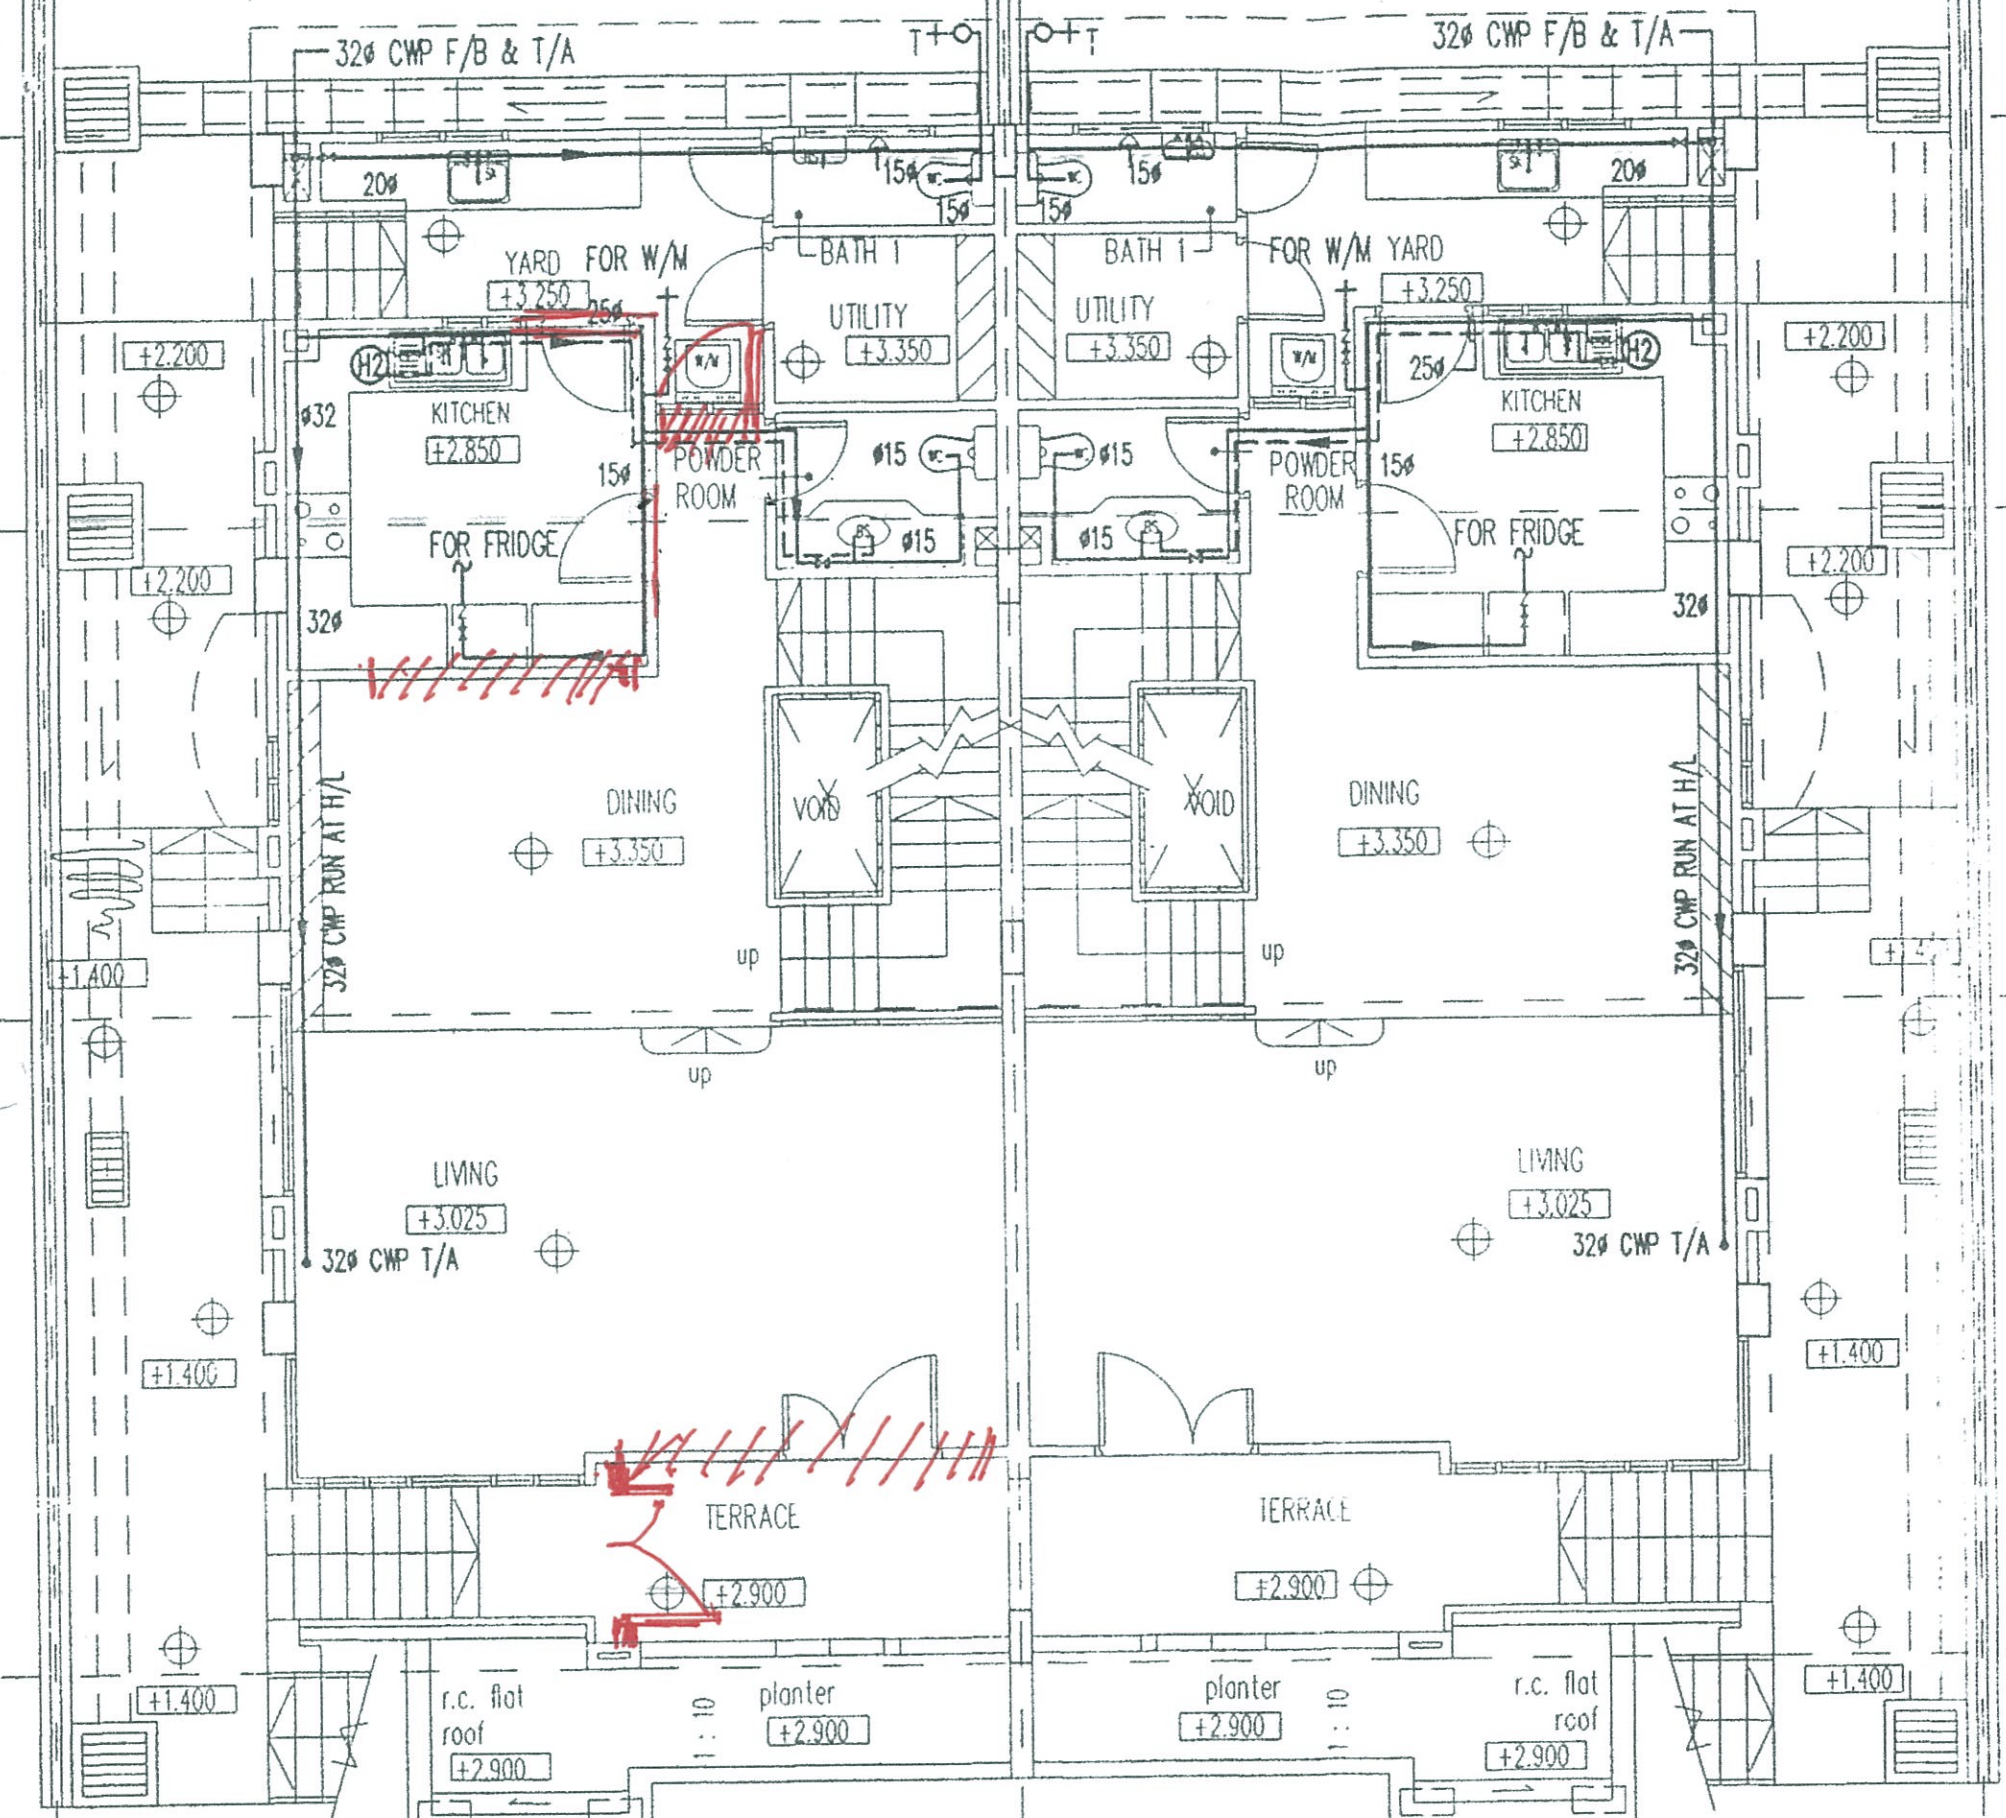 T T
32ø CWP F/B & T/A 32ø CWP F/B & T/A
20ø 15ø WC WC 15ø 20ø
15ø 15ø
BATH 1 BATH 1
YARD FOR W/M FOR W/M YARD
+3.250 +3.250
25ø UTILITY UTILITY
+3.350 +3.350
+2.200 +2.200
H2 W/M W/M H2
25ø
ø32 KITCHEN KITCHEN
+2.850 +2.850
15ø POWDER ø15 WC WC ø15 POWDER 15ø
ROOM ROOM
FOR FRIDGE BS ø15 ø15 BS FOR FRIDGE
+2.200 +2.200
32ø 32ø
32ø CWP RUN AT H/L 32ø CWP RUN AT H/L
DINING VOID VOID DINING
+3.350 +3.350
up up
+1.400
up up
LIVING LIVING
+3.025 +3.025
32ø CWP T/A 32ø CWP T/A
+1.400 +1.400
TERRACE TERRACE
+2.900 +2.900
r.c. flat planter planter r.c. flat
+1.400 roof +2.900 1:10 +2.900 1:10 roof +1.400
+2.900 +2.900